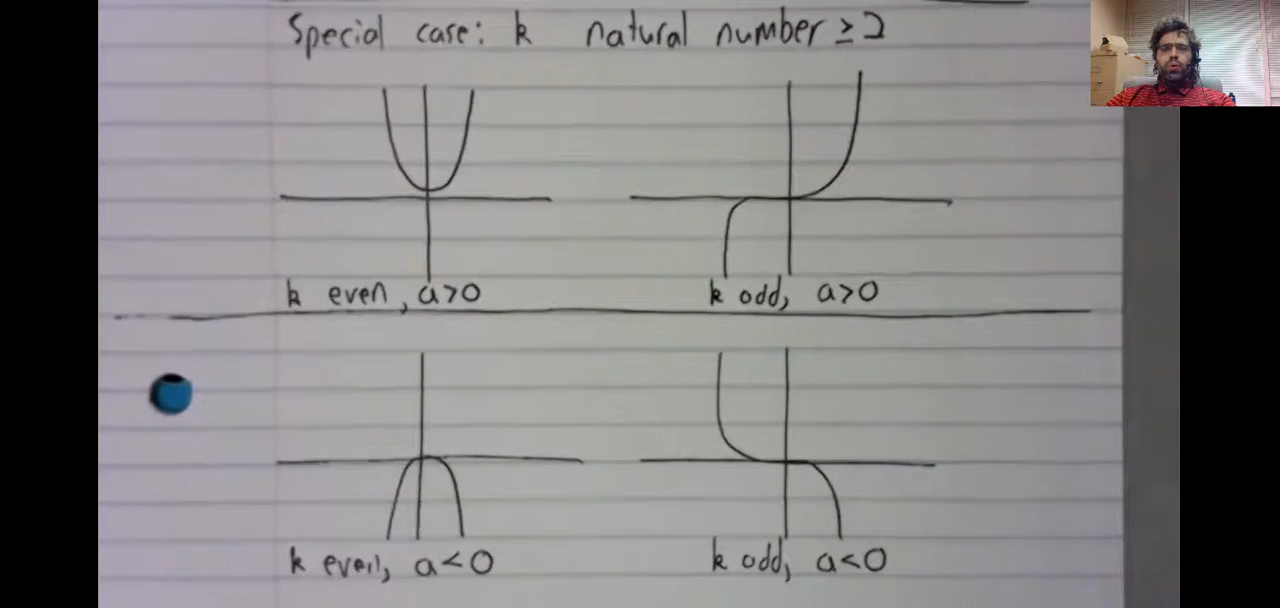 Special case: k natural number ≥ 2
k even, a>0
k odd, a>0
k even, a<0
k odd, a<0